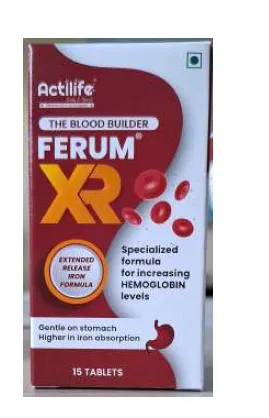 Actilife
THE BLOOD BUILDER
FERUM®
XR
EXTENDED
RELEASE
IRON
FORMULA
Specialized
formula
for increasing
HEMOGLOBIN
levels
Gentle on stomach
Higher in iron absorption
15 TABLETS